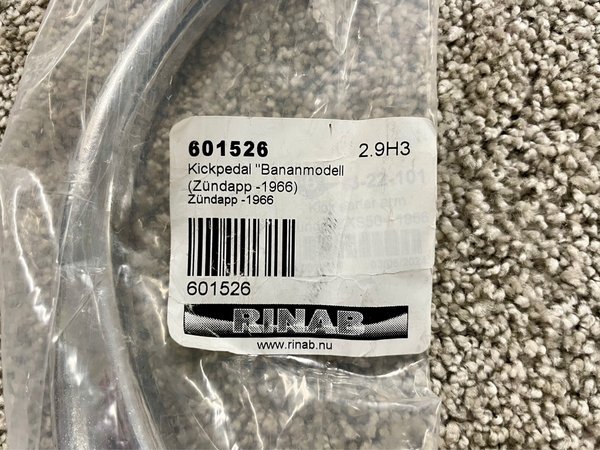 601526 2.9H3
Kickpedal "Bananmodell
(Zündapp -1966)
Zündapp -1966
601526
RINAB
www.rinab.nu